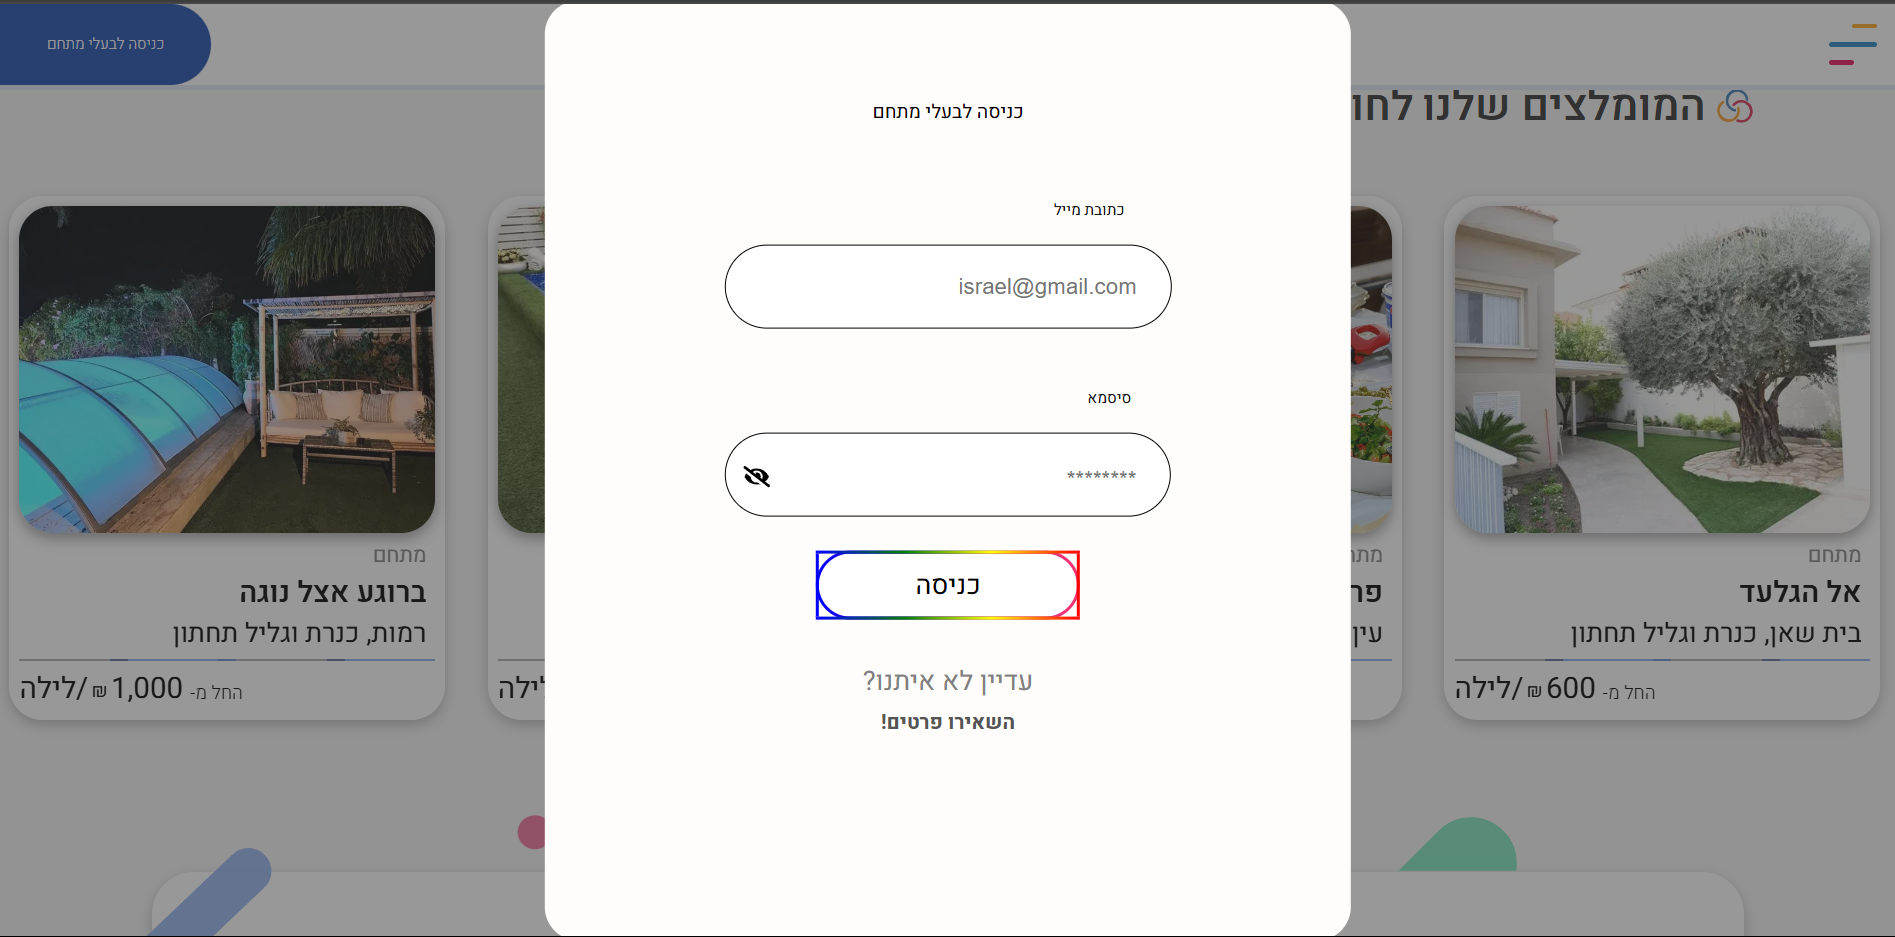 כניסה לבעלי מתחם
המומלצים שלנו לחו
כניסה לבעלי מתחם
כתובת מייל
israel@gmail.com
סיסמא
********
כניסה
עדיין לא איתנו?
השאירו פרטים!
מתחם
אל הגלעד
בית שאן, כנרת וגליל תחתון
החל מ- 600 ₪ /לילה
מתח
פר
עין
לילה
מתחם
ברוגע אצל נוגה
רמות, כנרת וגליל תחתון
החל מ- 1,000 ₪ /לילה